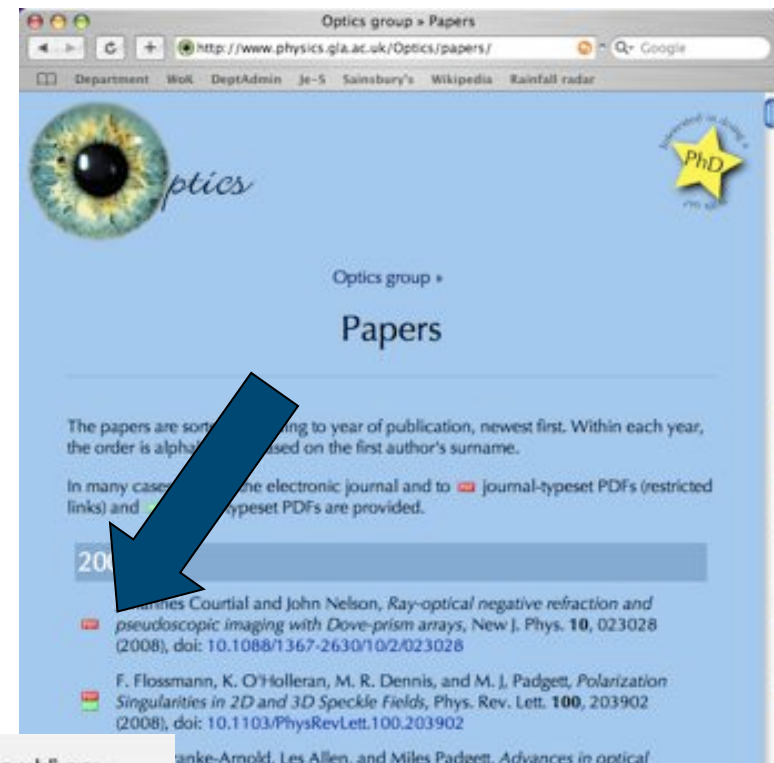 Optics group » Papers
http://www.physics.gla.ac.uk/Optics/papers/
Google
Department WoK DeptAdmin Je-S Sainsbury's Wikipedia Rainfall radar
ptics
PhD
Optics group »
Papers
The papers are sor ng to year of publication, newest first. Within each year,
the order is alpha ased on the first author's surname.
In many cases he electronic journal and to journal-typeset PDFs (restricted
links) and typeset PDFs are provided.
20
nnes Courtial and John Nelson, Ray-optical negative refraction and
pseudoscopic imaging with Dove-prism arrays, New J. Phys. 10, 023028
(2008), doi: 10.1088/1367-2630/10/2/023028
F. Flossmann, K. O'Holleran, M. R. Dennis, and M. J. Padgett, Polarization
Singularities in 2D and 3D Speckle Fields, Phys. Rev. Lett. 100, 203902
(2008), doi: 10.1103/PhysRevLett.100.203902
anke-Arnold, Les Allen, and Miles Padgett, Advances in optical